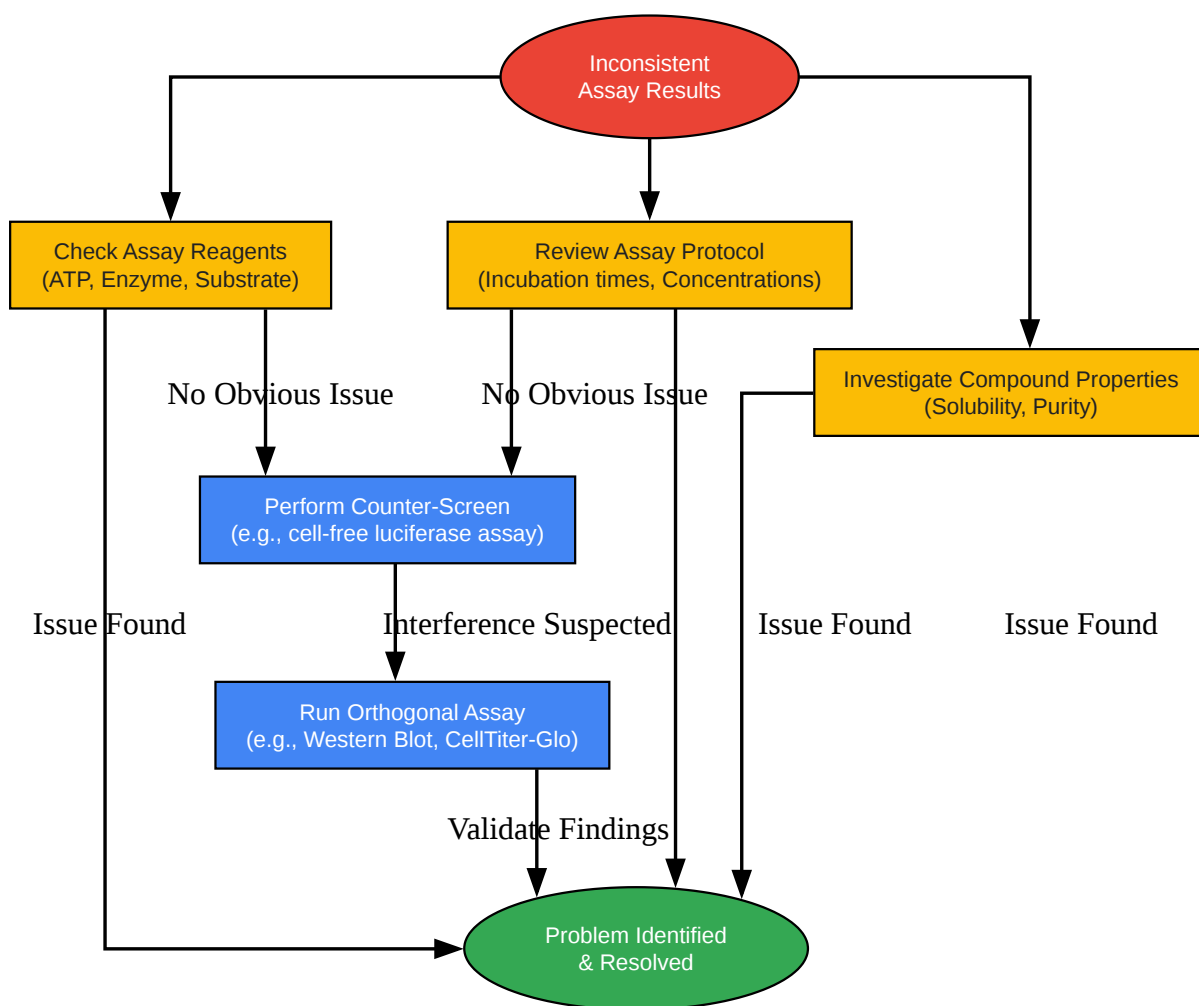 Inconsistent
Assay Results
Check Assay Reagents
(ATP, Enzyme, Substrate)
Review Assay Protocol
(Incubation times, Concentrations)
Investigate Compound Properties
(Solubility, Purity)
No Obvious Issue
No Obvious Issue
Perform Counter-Screen
(e.g., cell-free luciferase assay)
Issue Found
Interference Suspected
Issue Found
Issue Found
Run Orthogonal Assay
(e.g., Western Blot, CellTiter-Glo)
Validate Findings
Problem Identified
& Resolved